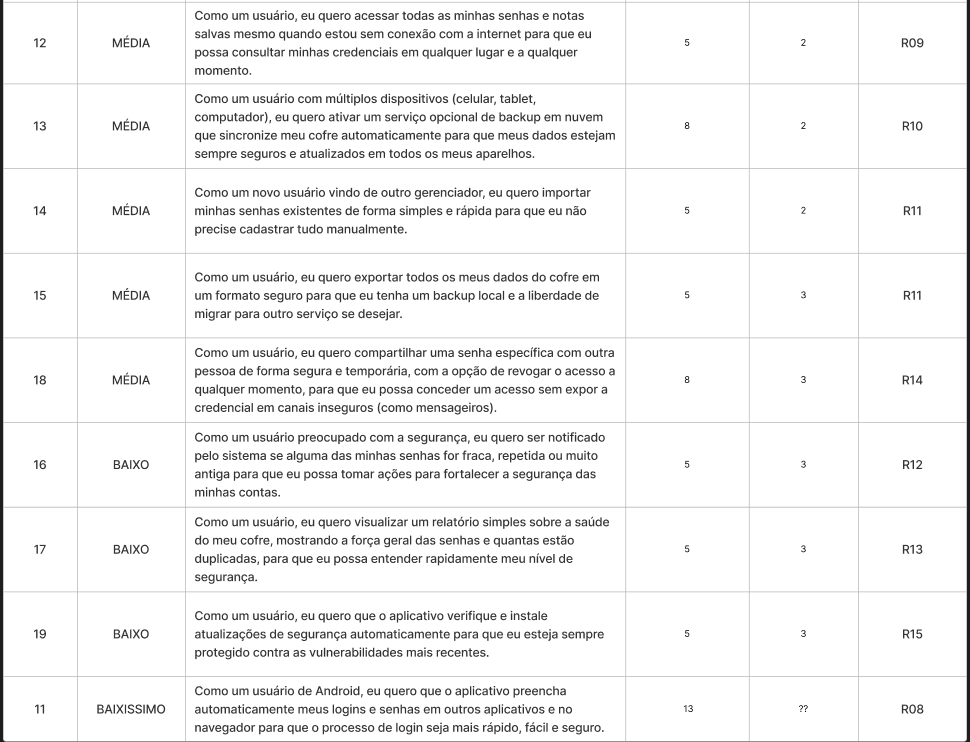 Como um usuário, eu quero acessar todas as minhas senhas e notas
salvas mesmo quando estou sem conexão com a internet para que eu
12 MÉDIA possa consultar minhas credenciais em qualquer lugar e a qualquer 5 2 R09
momento.
Como um usuário com múltiplos dispositivos (celular, tablet,
computador), eu quero ativar um serviço opcional de backup em nuvem
13 MÉDIA que sincronize meu cofre automaticamente para que meus dados estejam 8 2 R10
sempre seguros e atualizados em todos os meus aparelhos.
Como um novo usuário vindo de outro gerenciador, eu quero importar
14 MÉDIA minhas senhas existentes de forma simples e rápida para que eu não 5 2 R11
precise cadastrar tudo manualmente.
Como um usuário, eu quero exportar todos os meus dados do cofre em
15 MÉDIA um formato seguro para que eu tenha um backup local e a liberdade de 5 3 R11
migrar para outro serviço se desejar.
Como um usuário, eu quero compartilhar uma senha específica com outra
pessoa de forma segura e temporária, com a opção de revogar o acesso a
18 MÉDIA qualquer momento, para que eu possa conceder um acesso sem expor a 8 3 R14
credencial em canais inseguros (como mensageiros).
Como um usuário preocupado com a segurança, eu quero ser notificado
pelo sistema se alguma das minhas senhas for fraca, repetida ou muito
16 BAIXO antiga para que eu possa tomar ações para fortalecer a segurança das 5 3 R12
minhas contas.
Como um usuário, eu quero visualizar um relatório simples sobre a saúde
do meu cofre, mostrando a força geral das senhas e quantas estão
17 BAIXO duplicadas, para que eu possa entender rapidamente meu nível de 5 3 R13
segurança.
Como um usuário, eu quero que o aplicativo verifique e instale
19 BAIXO atualizações de segurança automaticamente para que eu esteja sempre 5 3 R15
protegido contra as vulnerabilidades mais recentes.
Como um usuário de Android, eu quero que o aplicativo preencha
11 BAIXISSIMO automaticamente meus logins e senhas em outros aplicativos e no 13 ?? R08
navegador para que o processo de login seja mais rápido, fácil e seguro.